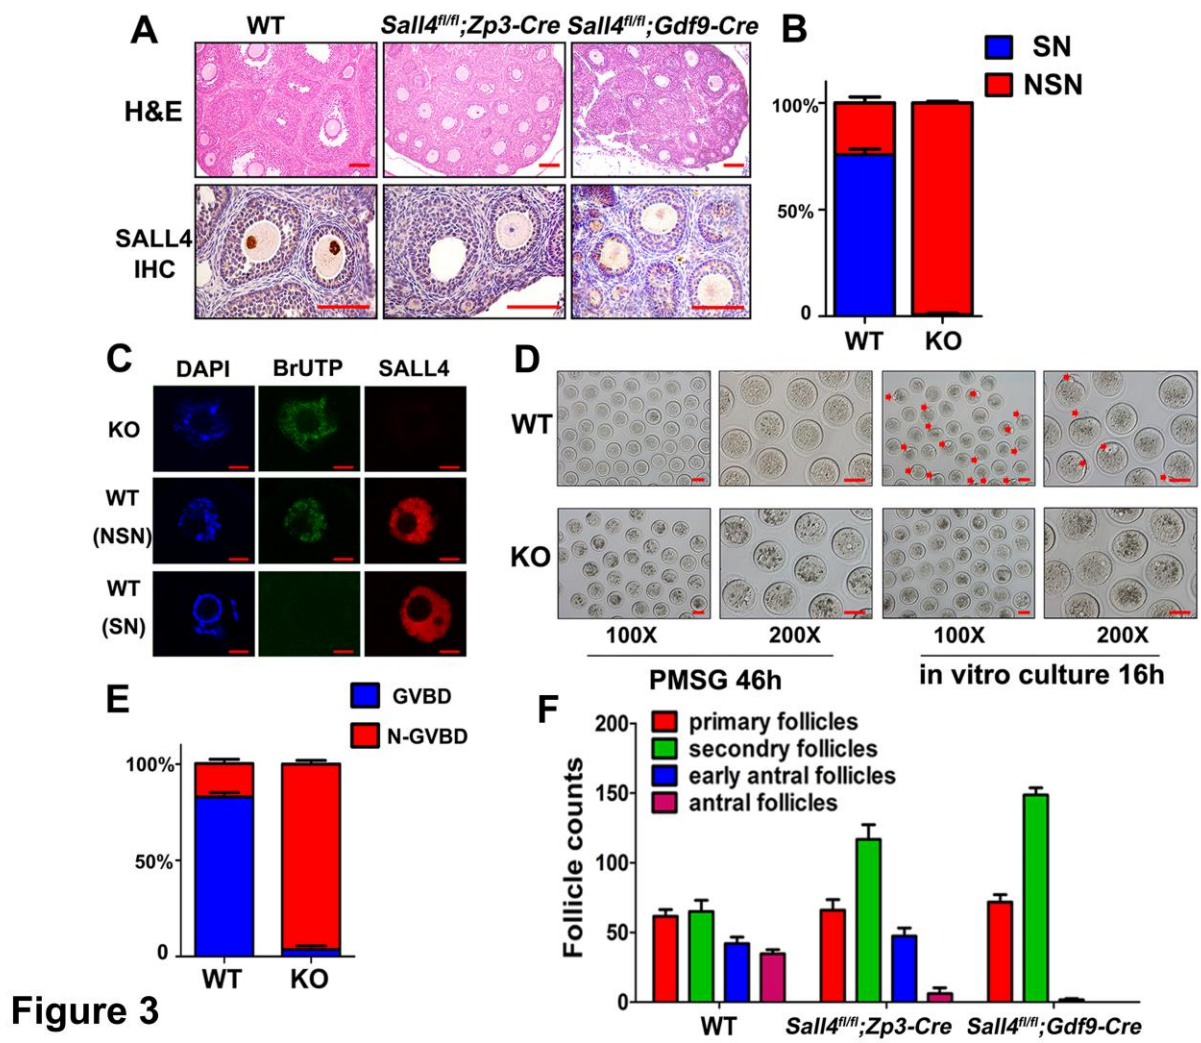 A
WT
Sall4fl/fl;Zp3-Cre
Sall4fl/fl;Gdf9-Cre
H&E
SALL4
IHC
B
SN
NSN
100%
50%
0
WT
KO
C
DAPI
BrUTP
SALL4
KO
WT
(NSN)
WT
(SN)
D
WT
KO
100X
200X
100X
200X
PMSG 46h
in vitro culture 16h
E
GVBD
N-GVBD
100%
50%
0
WT
KO
F
Follicle counts
200
150
100
50
0
primary follicles
secondry follicles
early antral follicles
antral follicles
WT
Sall4fl/fl;Zp3-Cre
Sall4fl/fl;Gdf9-Cre
Figure 3